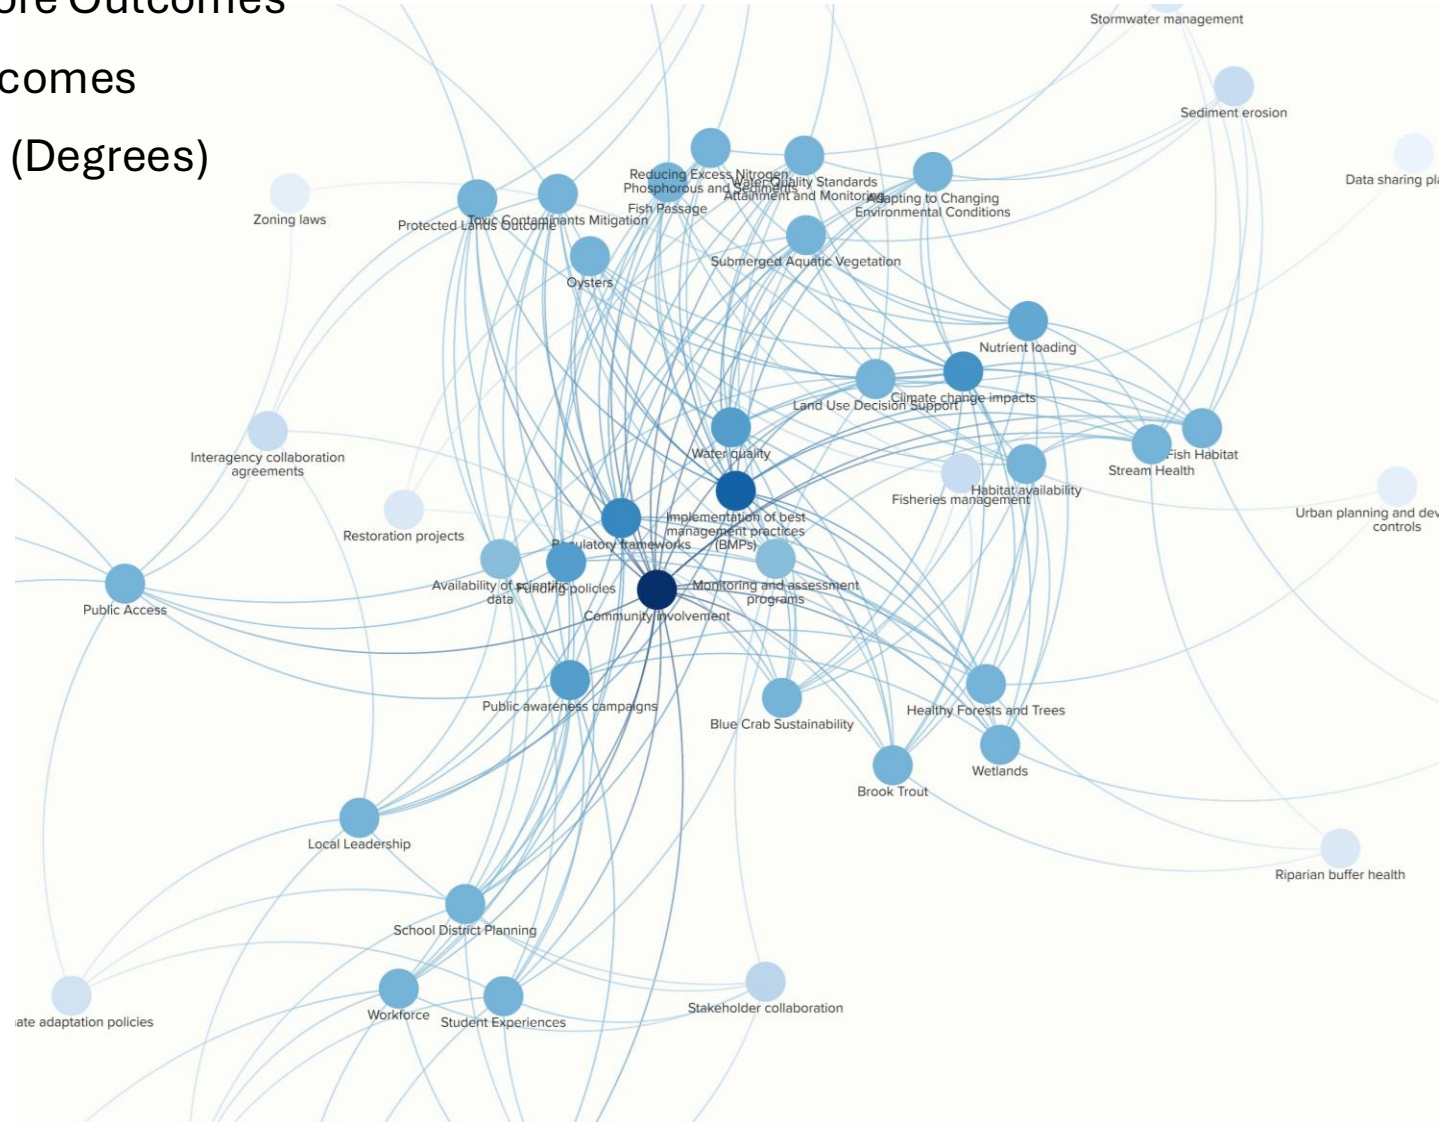 ore Outcomes
comes
(Degrees)
Stormwater management
Sediment erosion
Data sharing pla
Zoning laws
Reducing Excess Nitrogen,
Phosphorous and Sediments
Fish Passage
Water Quality Standards
Attainment and Monitoring
Adapting to Changing
Environmental Conditions
Protected Lands Outcome
Toxic Contaminants Mitigation
Submerged Aquatic Vegetation
Oysters
Nutrient loading
Climate change impacts
Land Use Decision Support
Water quality
Interagency collaboration
agreements
Fish Habitat
Stream Health
Habitat availability
Fisheries management
Urban planning and dev
controls
Restoration projects
Implementation of best
management practices
(BMPs)
Regulatory frameworks
Availability of scientific
data
Funding policies
Monitoring and assessment
programs
Public Access
Community involvement
Public awareness campaigns
Blue Crab Sustainability
Healthy Forests and Trees
Wetlands
Brook Trout
Local Leadership
Riparian buffer health
School District Planning
Stakeholder collaboration
ate adaptation policies
Workforce
Student Experiences